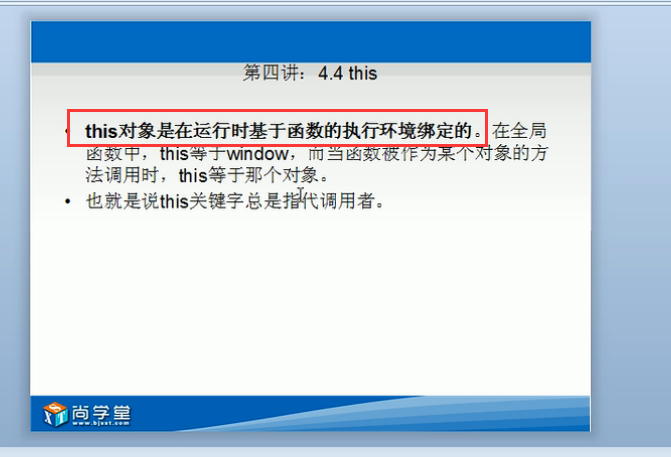 第四讲：4.4 this
• this对象是在运行时基于函数的执行环境绑定的。在全局
函数中，this等于window，而当函数被作为某个对象的方
法调用时，this等于那个对象。
• 也就是说this关键字总是指代调用者。
尚学堂
www.bjsxt.com